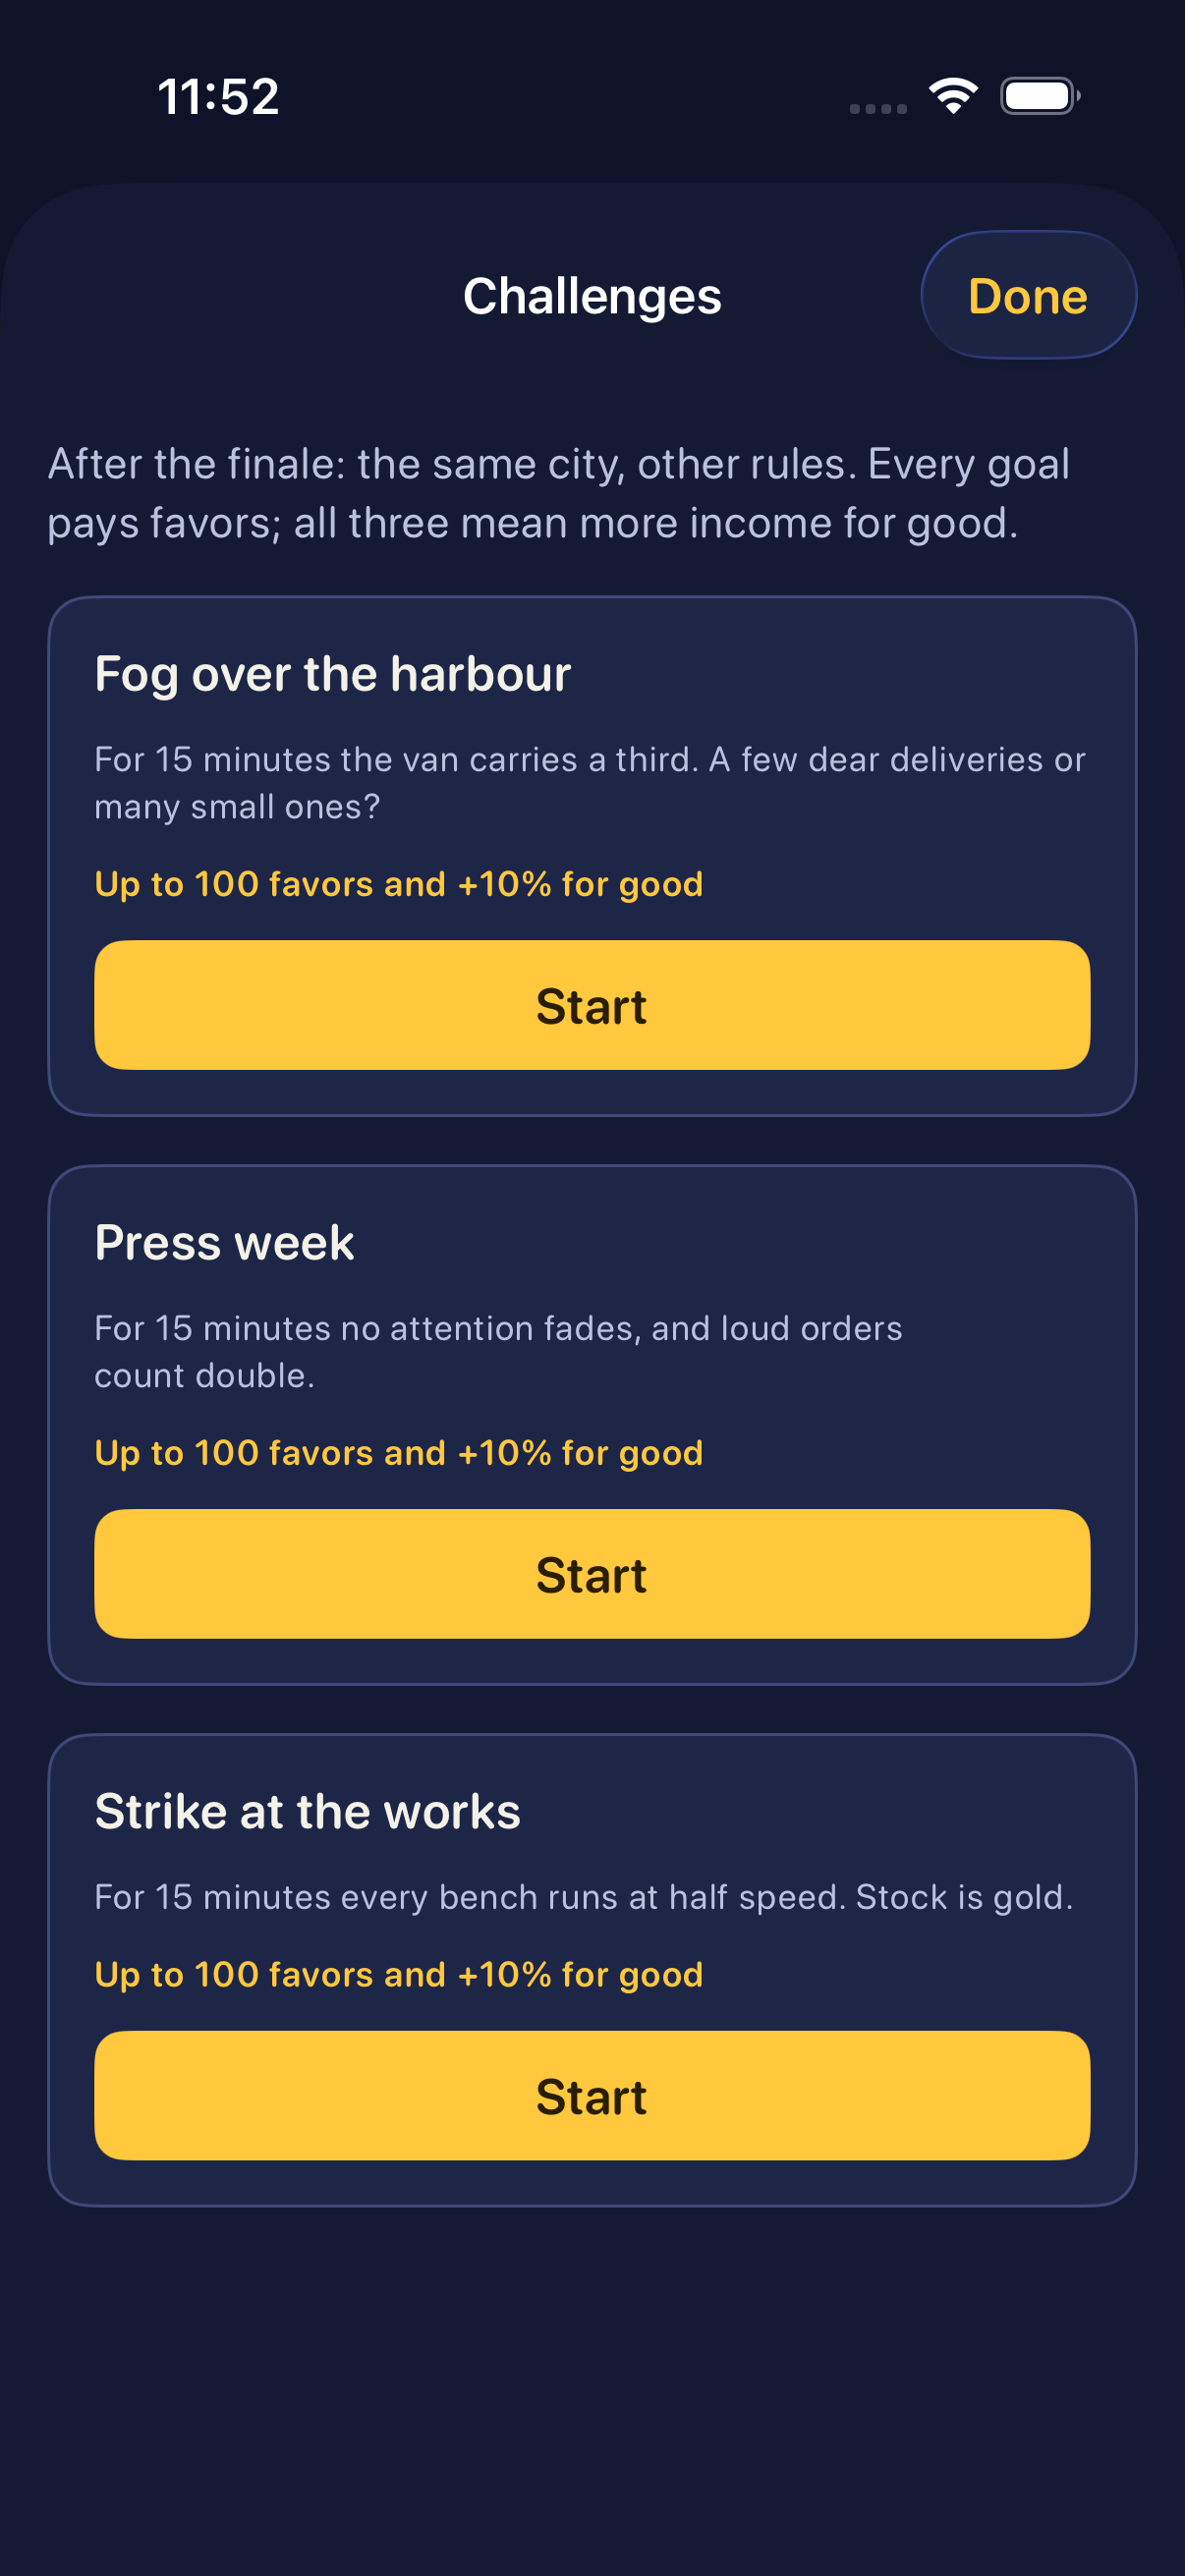 11:52
Challenges
Done
After the finale: the same city, other rules. Every goal
pays favors; all three mean more income for good.
Fog over the harbour
For 15 minutes the van carries a third. A few dear deliveries or
many small ones?
Up to 100 favors and +10% for good
Start
Press week
For 15 minutes no attention fades, and loud orders
count double.
Up to 100 favors and +10% for good
Start
Strike at the works
For 15 minutes every bench runs at half speed. Stock is gold.
Up to 100 favors and +10% for good
Start